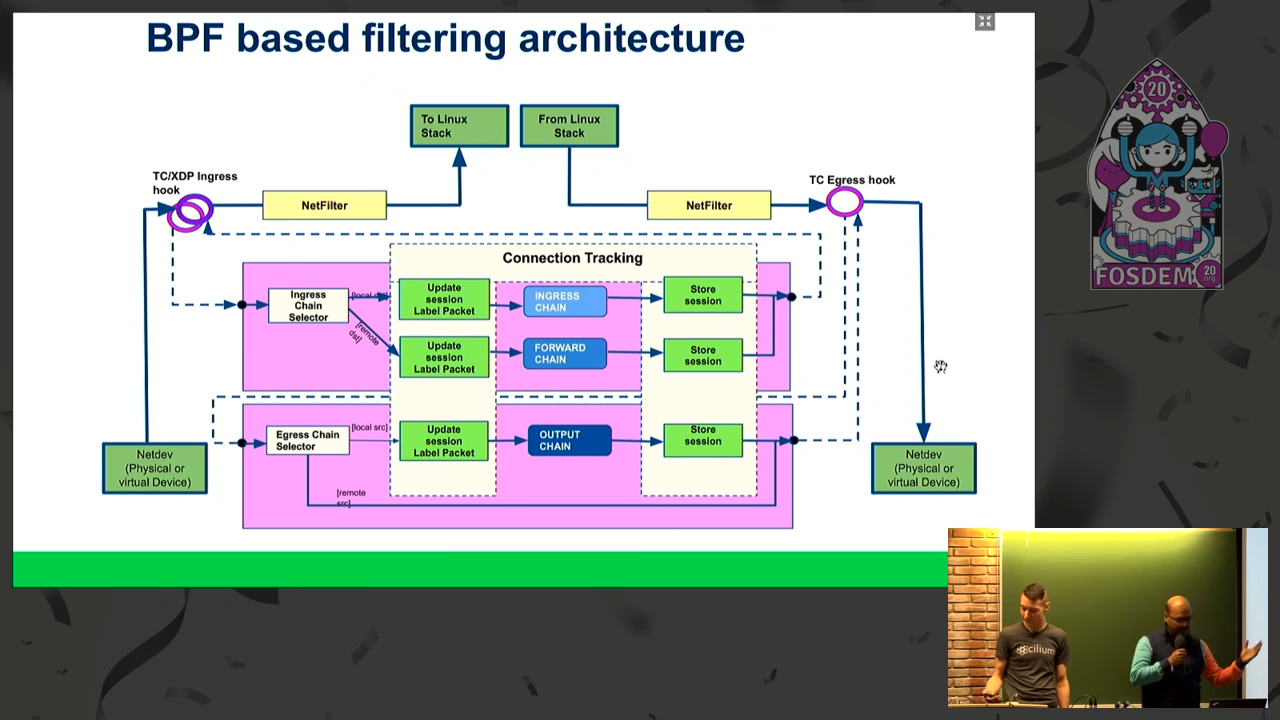 BPF based filtering architecture
To Linux
Stack
From Linux
Stack
TC/XDP Ingress
hook
NetFilter
NetFilter
TC Egress hook
Connection Tracking
Ingress
Chain
Selector
[local
[remote
dst]
Update
session
Label Packet
INGRESS
CHAIN
Store
session
Update
session
Label Packet
FORWARD
CHAIN
Store
session
Egress Chain
Selector
[local src]
Update
session
Label Packet
OUTPUT
CHAIN
Store
session
[remote
src]
Netdev
(Physical or
virtual Device)
Netdev
(Physical or
virtual Device)
20
FOSDEM
20
.org
cilium